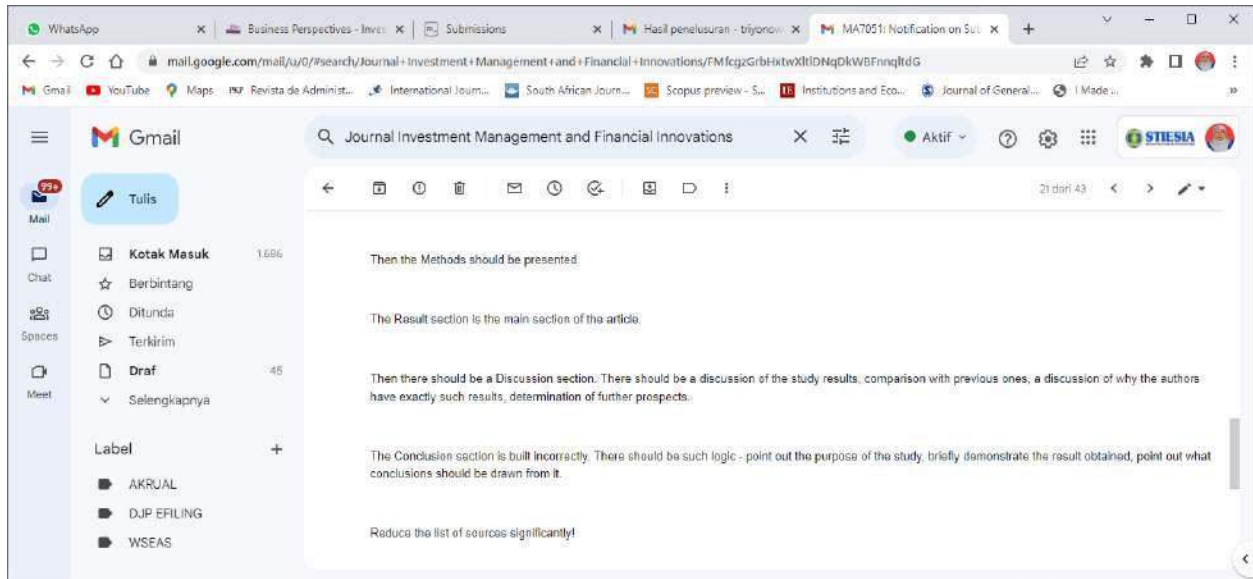 WhatsApp
Business Perspectives - Inves
Submissions
Hasil penelusuran - triyonow
MA7051: Notification on Sub
mail.google.com/mail/u/0/#search/Journal+Investment+Management+and+Financial+Innovations/
Gmail
YouTube
Maps
Revista de Administ...
International Journ...
South African Journ...
Scopus preview - S...
Institutions and Eco...
Journal of General...
I Made ...
Gmail
Journal Investment Management and Financial Innovations
Aktif
STIESIA
99+
Mail
Tulis
21 dari 43
Chat
Spaces
Meet
Kotak Masuk 1.686
Berbintang
Ditunda
Terkirim
Draf 45
Selengkapnya
Label
AKRUAL
DJP EFILING
WSEAS
Then the Methods should be presented
The Result section is the main section of the article.
Then there should be a Discussion section. There should be a discussion of the study results, comparison with previous ones, a discussion of why the authors
have exactly such results, determination of further prospects.
The Conclusion section is built incorrectly. There should be such logic - point out the purpose of the study, briefly demonstrate the result obtained, point out what
conclusions should be drawn from it.
Reduce the list of sources significantly!